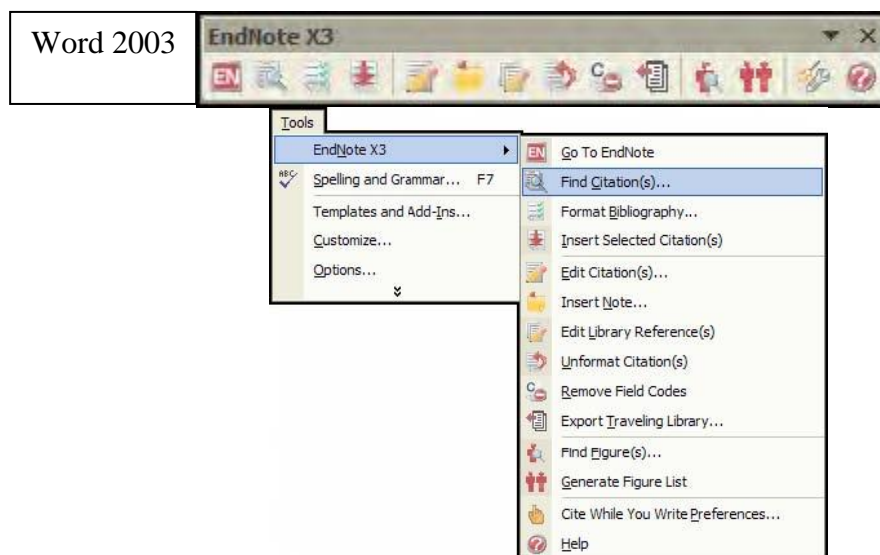 Word 2003
EndNote X3
Tools
EndNote X3
Spelling and Grammar... F7
Templates and Add-Ins...
Customize...
Options...
Go To EndNote
Find Citation(s)...
Format Bibliography...
Insert Selected Citation(s)
Edit Citation(s)...
Insert Note...
Edit Library Reference(s)
Unformat Citation(s)
Remove Field Codes
Export Traveling Library...
Find Figure(s)...
Generate Figure List
Cite While You Write Preferences...
Help